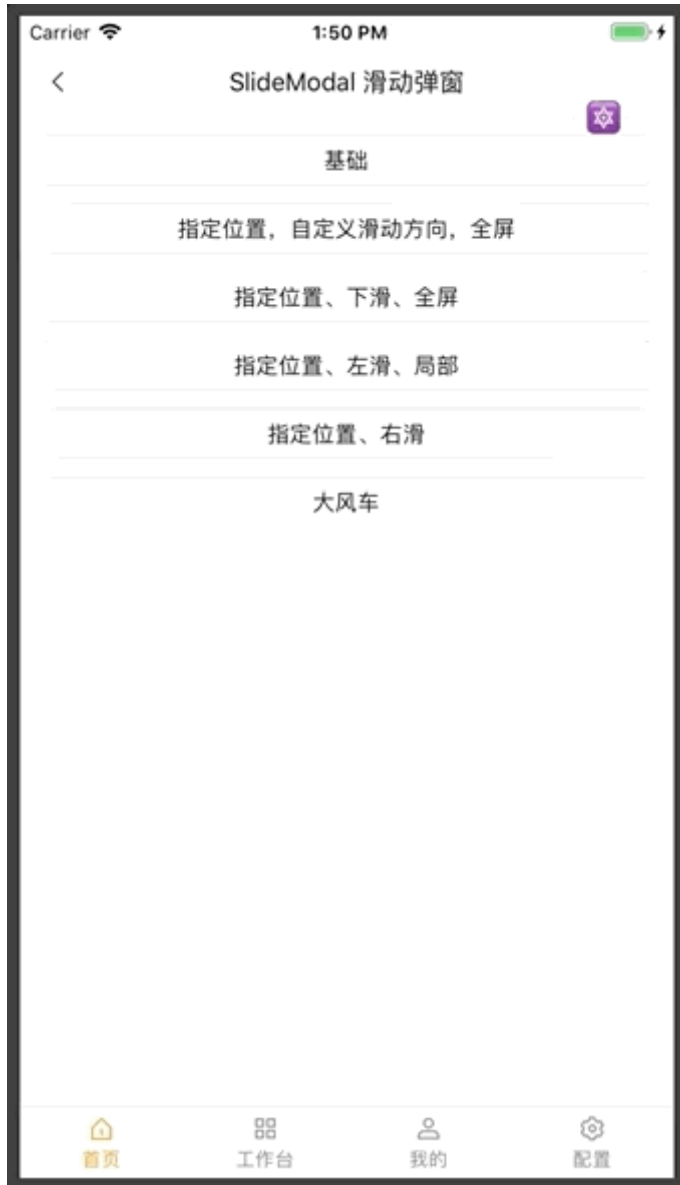 Carrier
1:50 PM
SlideModal 滑动弹窗
基础
指定位置，自定义滑动方向，全屏
指定位置、下滑、全屏
指定位置、左滑、局部
指定位置、右滑
大风车
首页
工作台
我的
配置